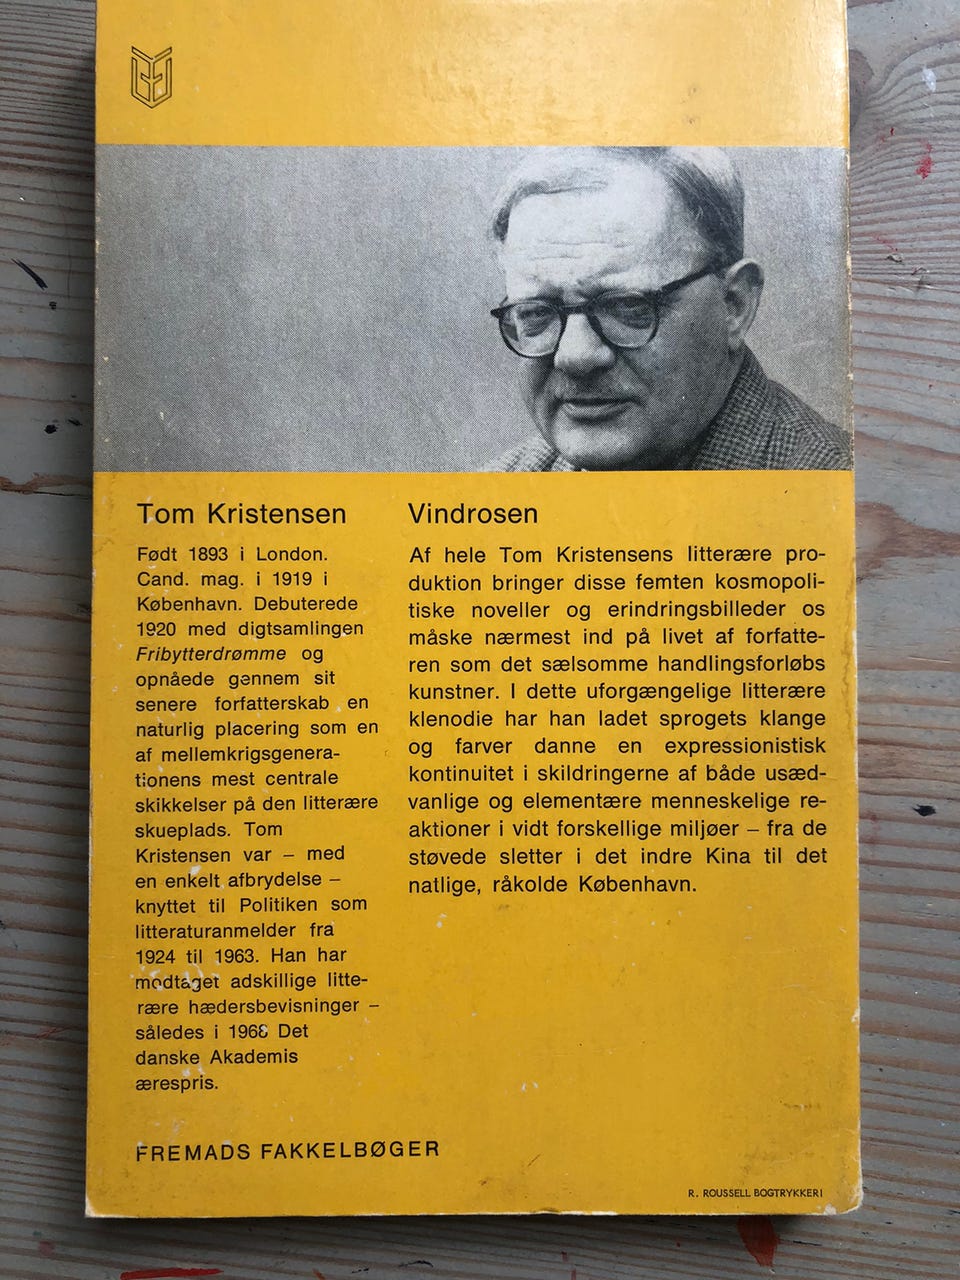 Tom Kristensen
Født 1893 i London.
Cand. mag. i 1919 i
København. Debuterede
1920 med digtsamlingen
Fribytterdrømme og
opnåede gennem sit
senere forfatterskab en
naturlig placering som en
af mellemkrigsgenera-
tionens mest centrale
skikkelser på den litterære
skueplads. Tom
Kristensen var – med
en enkelt afbrydelse –
knyttet til Politiken som
litteraturanmelder fra
1924 til 1963. Han har
modtaget adskillige litte-
rære hædersbevisninger –
således i 1968 Det
danske Akademis
ærespris.
Vindrosen
Af hele Tom Kristensens litterære pro-
duktion bringer disse femten kosmopoli-
tiske noveller og erindringsbilleder os
måske nærmest ind på livet af forfatte-
ren som det sælsomme handlingsforløbs
kunstner. I dette uforgængelige litterære
klenodie har han ladet sprogets klange
og farver danne en expressionistisk
kontinuitet i skildringerne af både usæd-
vanlige og elementære menneskelige re-
aktioner i vidt forskellige miljøer – fra de
støvede sletter i det indre Kina til det
natlige, råkolde København.
FREMADS FAKKELBØGER
R. ROUSSELL BOGTRYKKERI